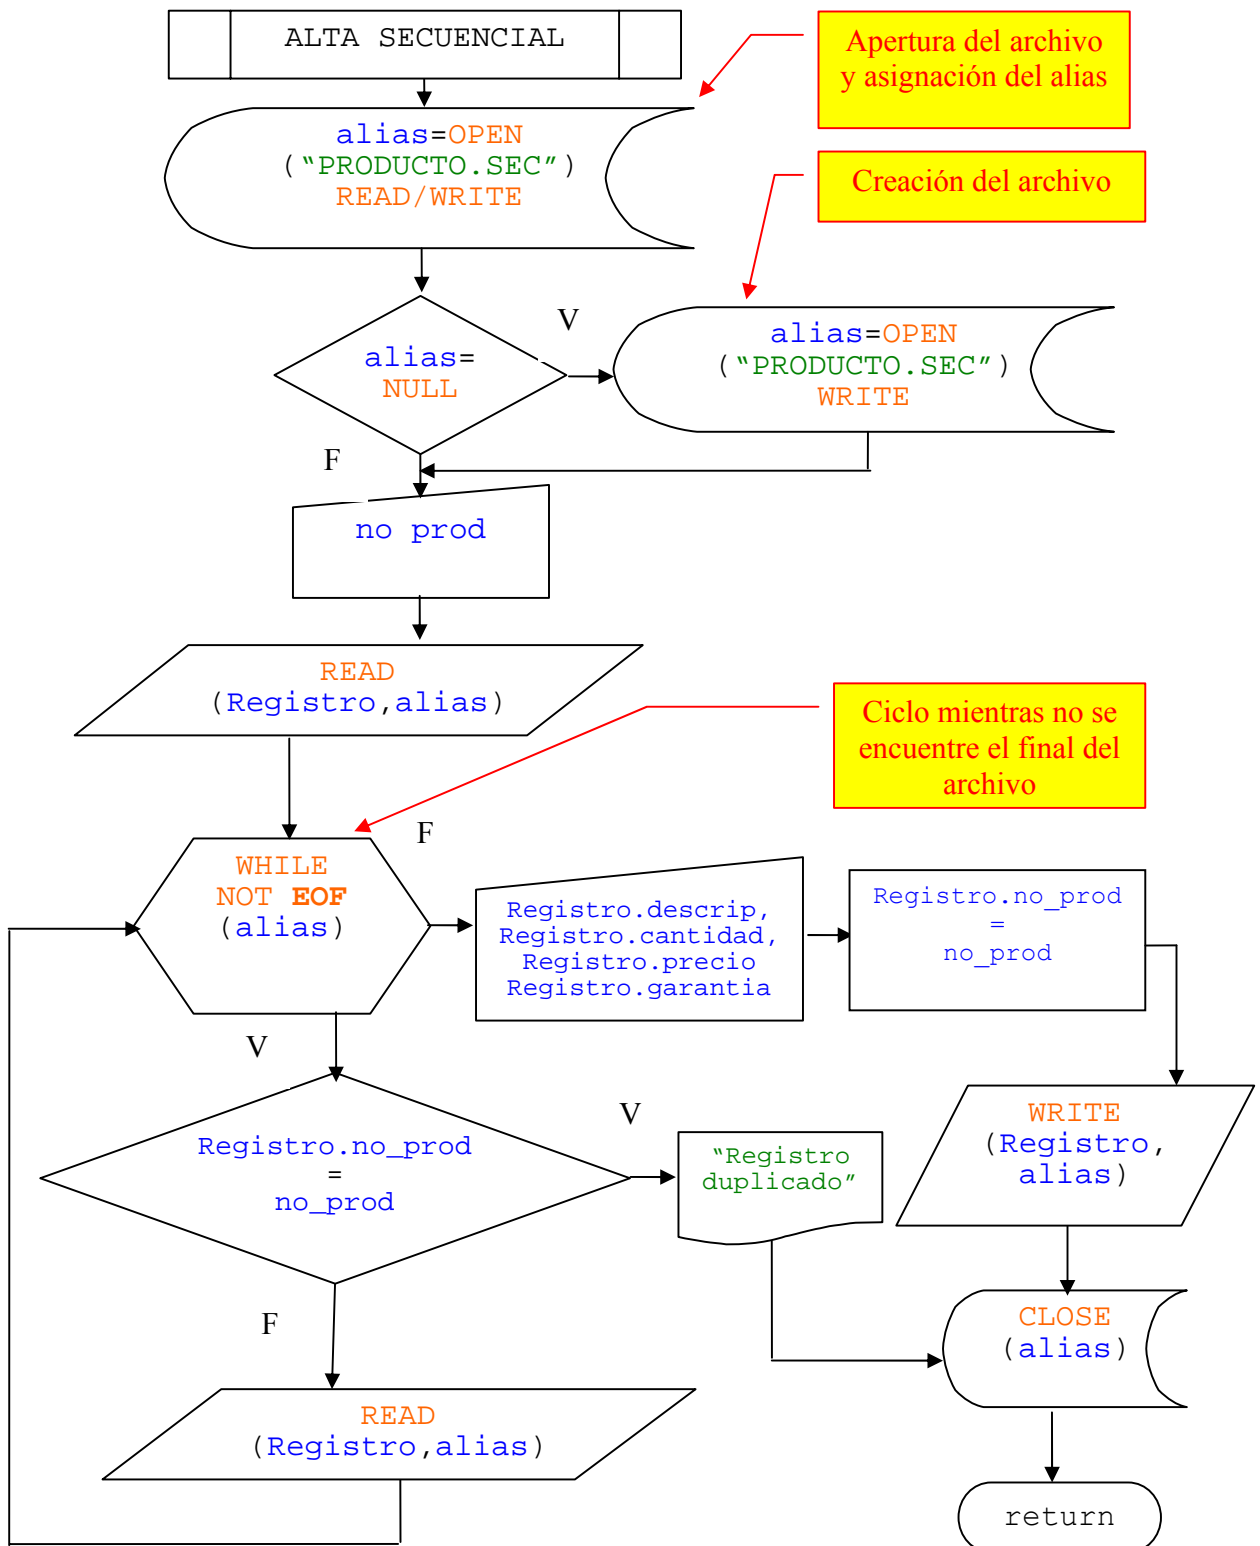 ALTA SECUENCIAL
Apertura del archivo
y asignación del alias
alias=OPEN
(“PRODUCTO.SEC”)
READ/WRITE
Creación del archivo
alias=
NULL
V
alias=OPEN
(“PRODUCTO.SEC”)
WRITE
F
no prod
READ
(Registro,alias)
Ciclo mientras no se
encuentre el final del
archivo
WHILE
NOT EOF
(alias)
F
Registro.descrip,
Registro.cantidad,
Registro.precio
Registro.garantia
Registro.no_prod
=
no_prod
V
Registro.no_prod
=
no_prod
V
“Registro
duplicado”
WRITE
(Registro,
alias)
F
CLOSE
(alias)
READ
(Registro,alias)
return